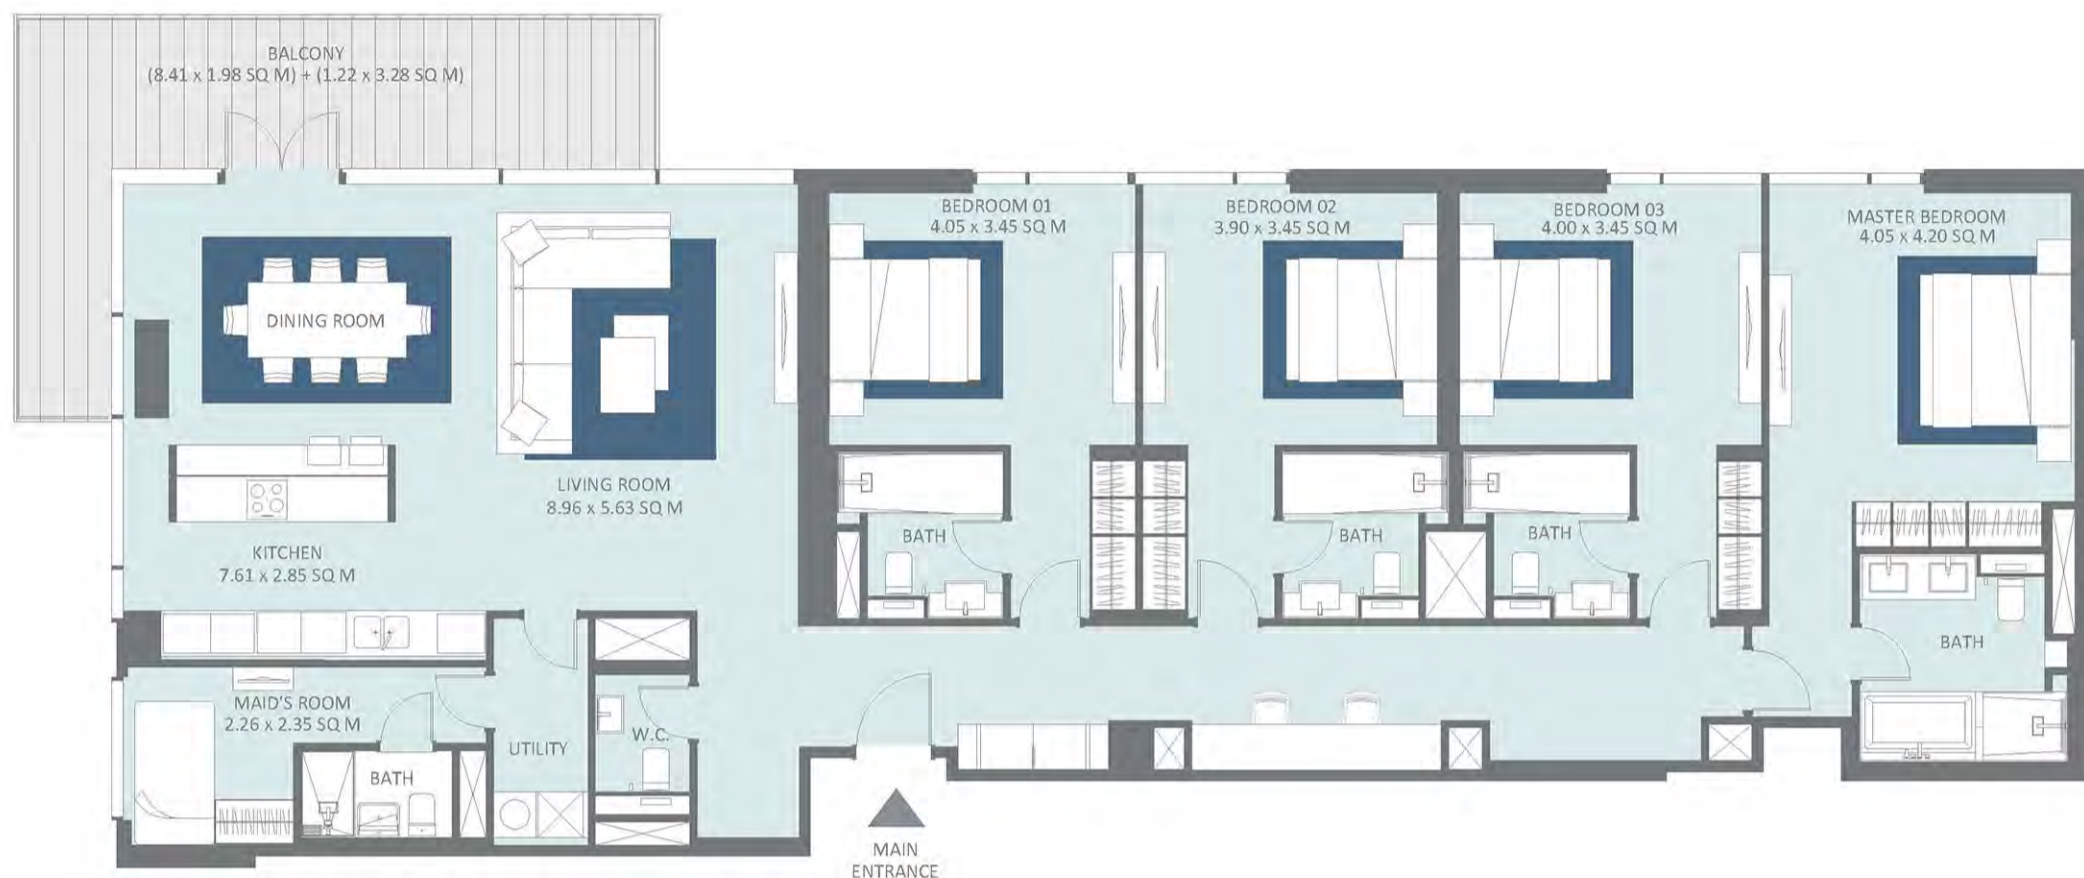 BALCONY
(8.41 x 1.98 SQ M) + (1.22 x 3.28 SQ M)
BEDROOM 01
4.05 x 3.45 SQ M
BEDROOM 02
3.90 x 3.45 SQ M
BEDROOM 03
4.00 x 3.45 SQ M
MASTER BEDROOM
4.05 x 4.20 SQ M
DINING ROOM
LIVING ROOM
8.96 x 5.63 SQ M
KITCHEN
7.61 x 2.85 SQ M
BATH
BATH
BATH
BATH
MAID'S ROOM
2.26 x 2.35 SQ M
BATH
UTILITY
W.C.
MAIN
ENTRANCE